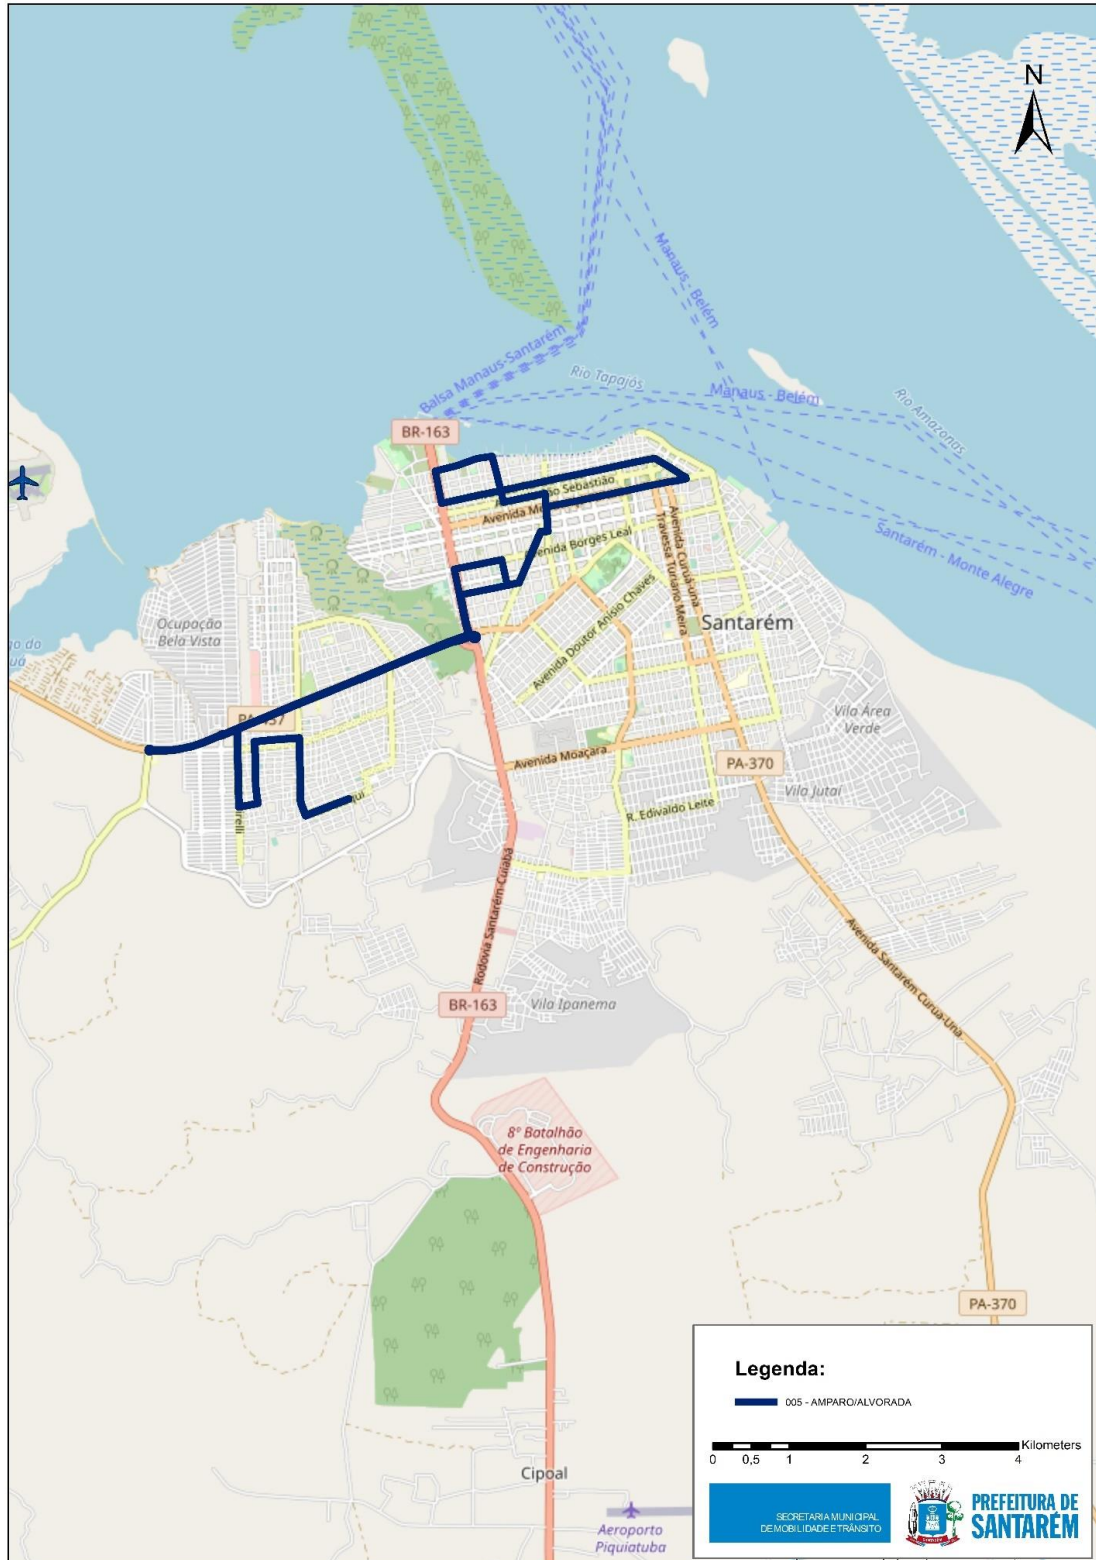 N
Manaus - Belém
Balsa Manaus-Santarém
Rio Tapajós
Manaus - Belém
Rio Amazonas
BR-163
São Sebastião
Avenida Me
Avenida Borges Leal
Avenida Curuá-una
Travessa Turiano Meira
Santarém - Monte Alegre
Avenida Doutor Anísio Chaves
Santarém
Ocupação
Bela Vista
Vila Área
Verde
Avenida Moaçara
PA-370
Vila Jutaí
R. Edivaldo Leite
Rodovia Santarém-Cuiabá
Avenida Santarém Curuá-Una
BR-163
Vila Ipanema
8º Batalhão
de Engenharia
de Construção
PA-370
Cipoal
Aeroporto
Piquiatuba
Legenda:
005 - AMPARO/ALVORADA
Kilometers
0 0,5 1 2 3 4
SECRETARIA MUNICIPAL
DE MOBILIDADE E TRÂNSITO
PREFEITURA DE
SANTARÉM